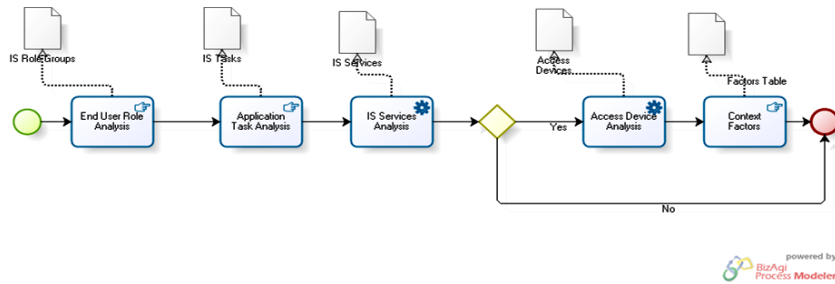 IS Role Groups
IS Tasks
IS Services
Access
Devices
Factors Table
End User Role
Analysis
Application
Task Analysis
IS Services
Analysis
Yes
Access Device
Analysis
Context
Factors
No
powered by
BizAgi
Process Modeler